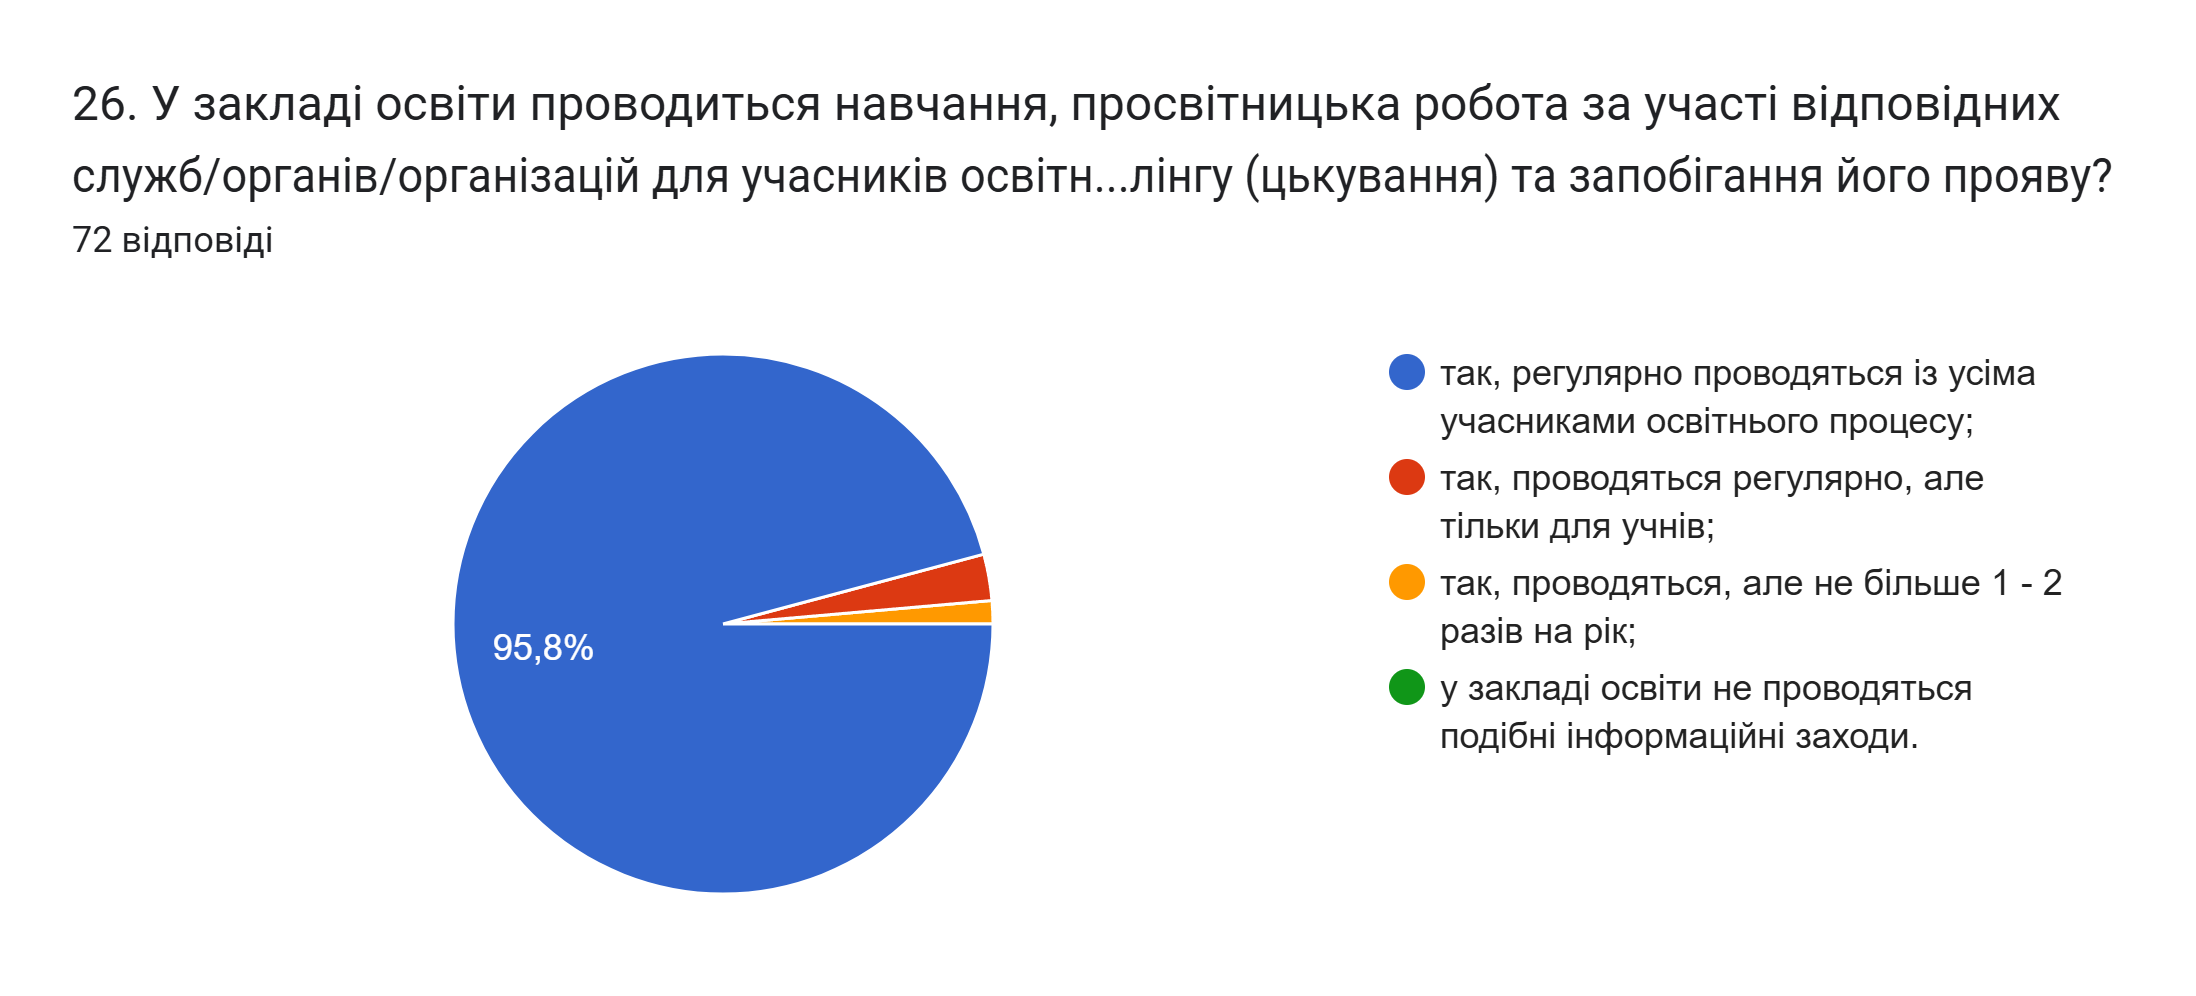 26. У закладі освіти проводиться навчання, просвітницька робота за участі відповідних
служб/органів/організацій для учасників освітн...лінгу (цькування) та запобігання його прояву?
72 відповіді
95,8%
так, регулярно проводяться із усіма
учасниками освітнього процесу;
так, проводяться регулярно, але
тільки для учнів;
так, проводяться, але не більше 1 - 2
разів на рік;
у закладі освіти не проводяться
подібні інформаційні заходи.